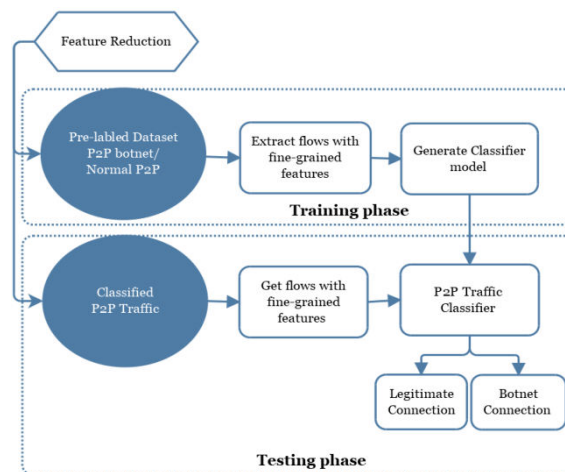 Feature Reduction
Pre-labled Dataset
P2P botnet/
Normal P2P
Extract flows with
fine-grained
features
Generate Classifier
model
Training phase
Classified
P2P Traffic
Get flows with
fine-grained
features
P2P Traffic
Classifier
Legitimate
Connection
Botnet
Connection
Testing phase